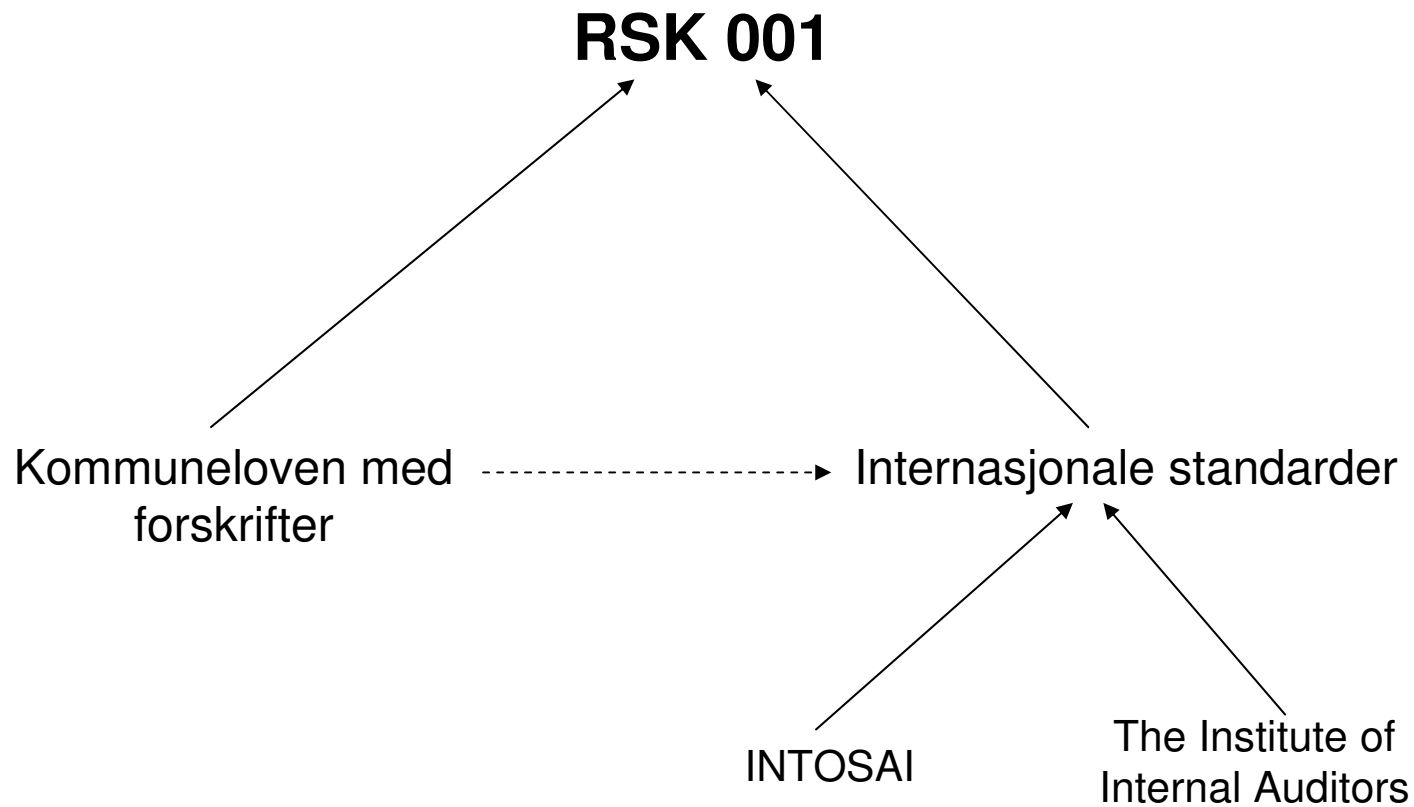 RSK 001
Kommuneloven med
forskrifter
Internasjonale standarder
INTOSAI
The Institute of
Internal Auditors